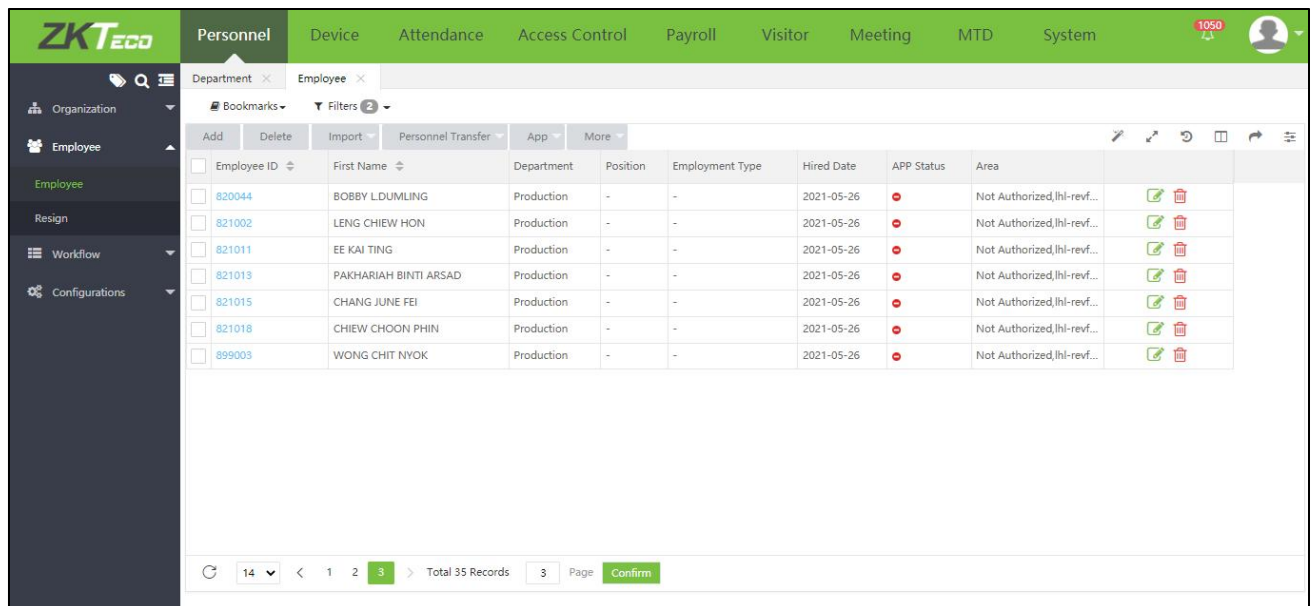 ZKTECO
Personnel Device Attendance Access Control Payroll Visitor Meeting MTD System 1050
Department Employee
Organization Bookmarks Filters 2
Add Delete Import Personnel Transfer App More
Employee
Employee ID First Name Department Position Employment Type Hired Date APP Status Area
Employee
820044 BOBBY L.DUMLING Production - - 2021-05-26 Not Authorized,lhl-revf...
Resign
821002 LENG CHIEW HON Production - - 2021-05-26 Not Authorized,lhl-revf...
Workflow
821011 EE KAI TING Production - - 2021-05-26 Not Authorized,lhl-revf...
821013 PAKHARIAH BINTI ARSAD Production - - 2021-05-26 Not Authorized,lhl-revf...
Configurations
821015 CHANG JUNE FEI Production - - 2021-05-26 Not Authorized,lhl-revf...
821018 CHIEW CHOON PHIN Production - - 2021-05-26 Not Authorized,lhl-revf...
899003 WONG CHIT NYOK Production - - 2021-05-26 Not Authorized,lhl-revf...
14 < 1 2 3 > Total 35 Records 3 Page Confirm